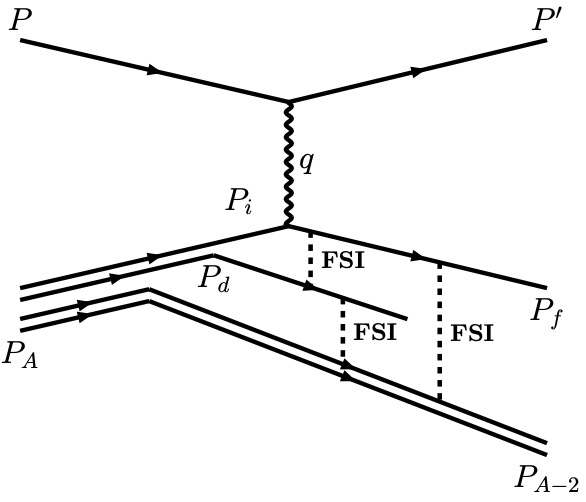 P P′
q
P_i
FSI
P_d
P_f
FSI FSI
P_A
P_{A−2}